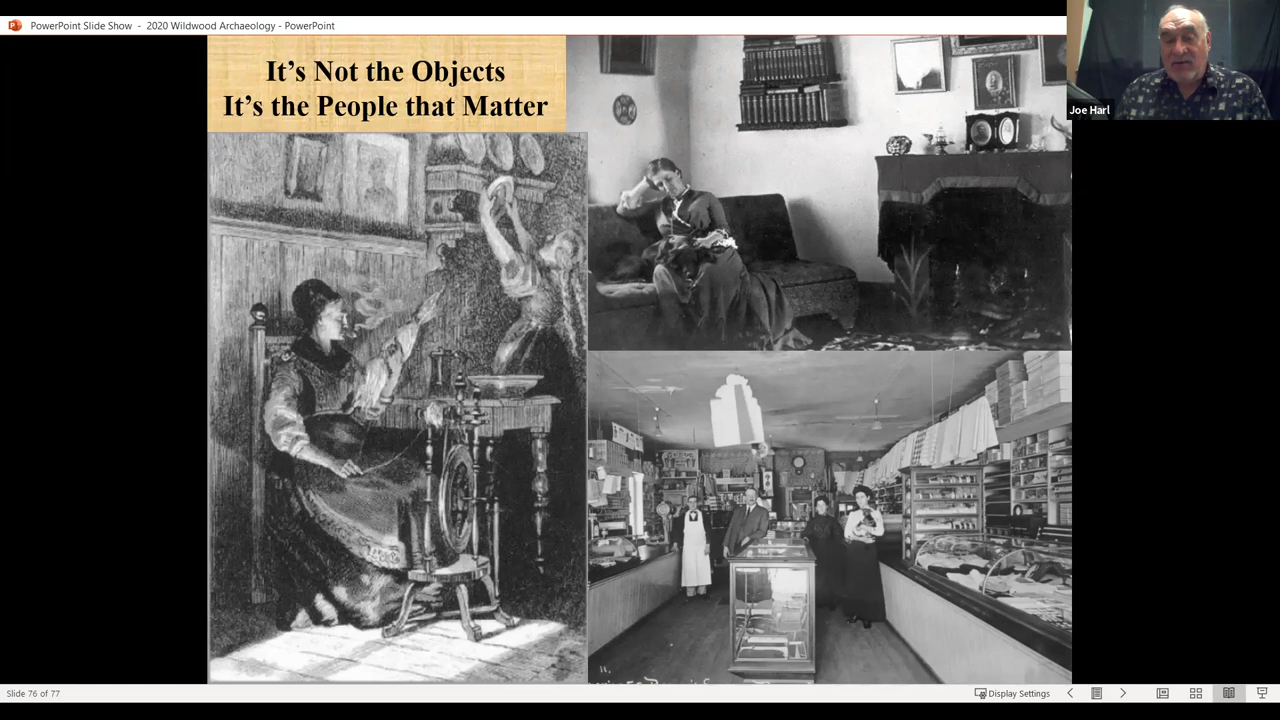 PowerPoint Slide Show - 2020 Wildwood Archaeology - PowerPoint
It's Not the Objects
It's the People that Matter
Joe Harl
11.
Slide 76 of 77
Display Settings